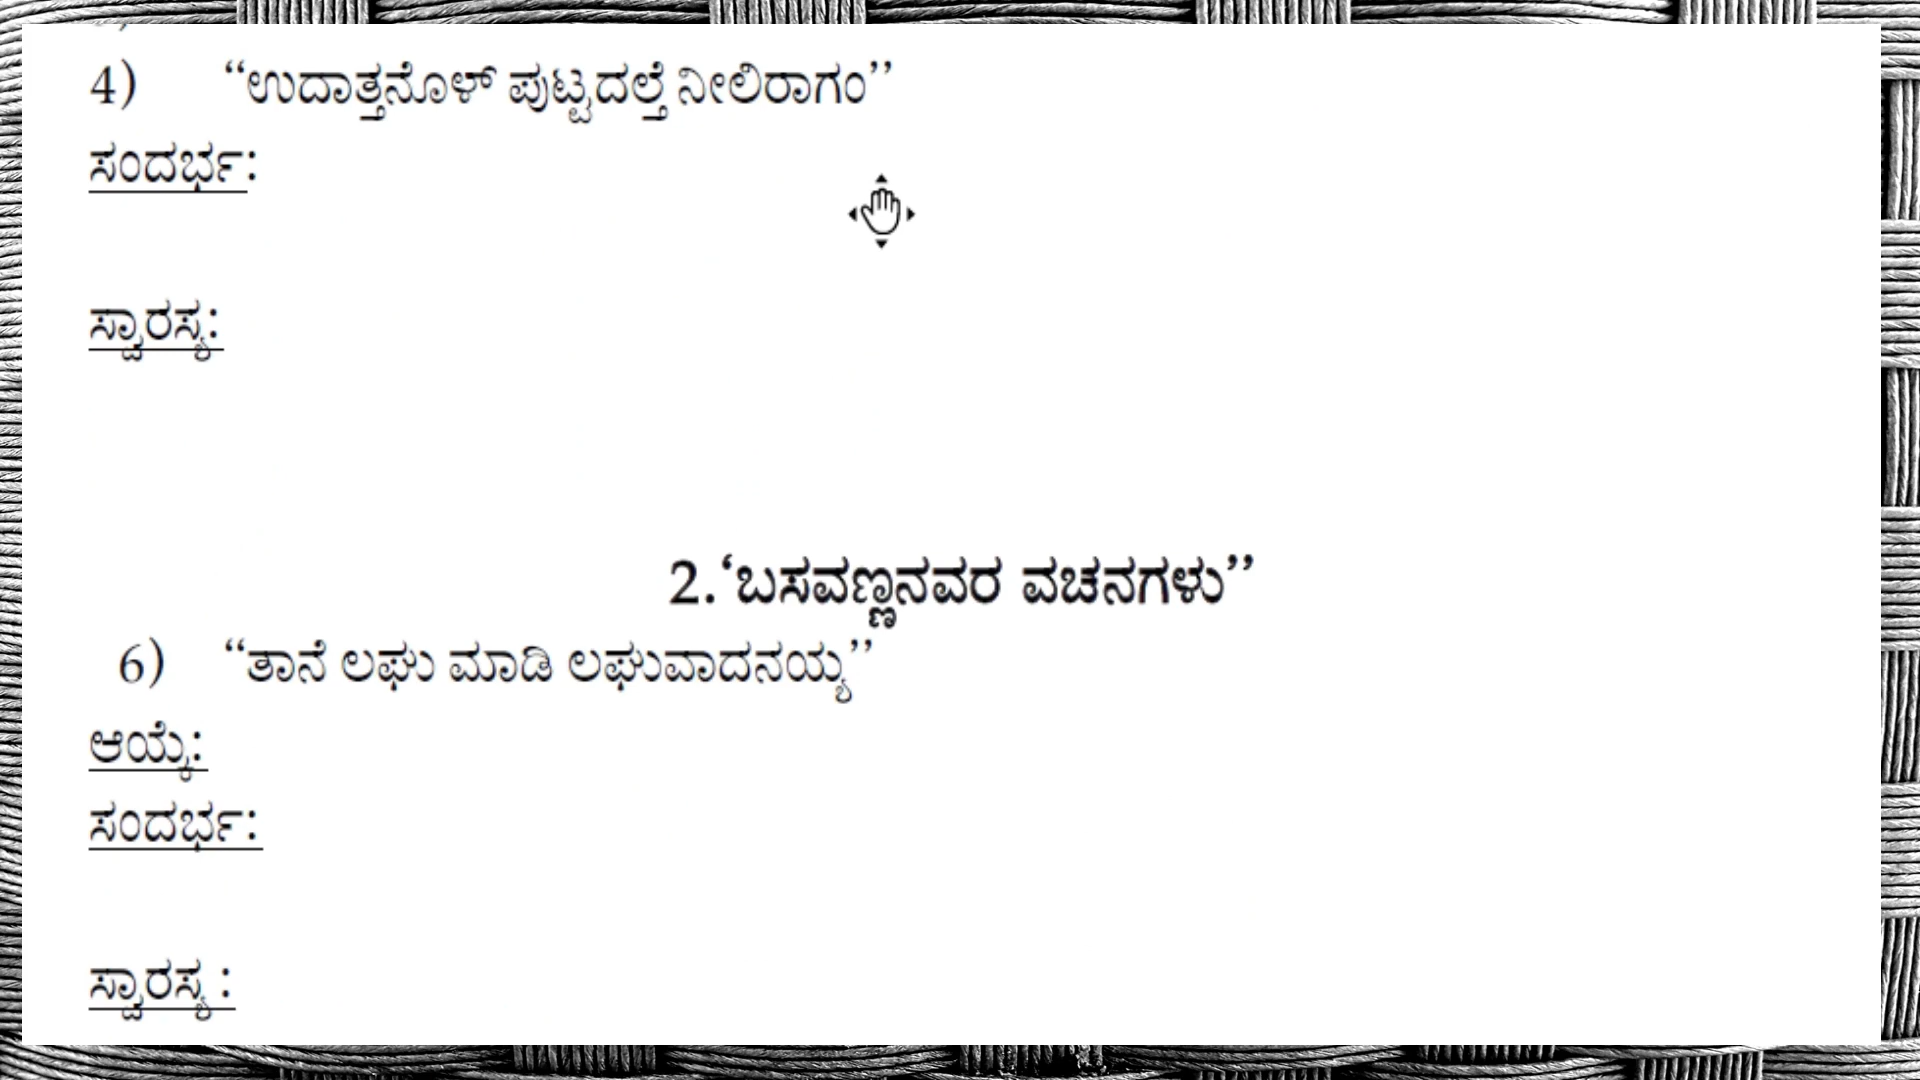 4) “ಉದಾತ್ತನೊಳ್ ಪುಟ್ಟದಲ್ತೆ ನೀಲಿರಾಗಂ”
ಸಂದರ್ಭ:
ಸ್ವಾರಸ್ಯ:
2.‘ಬಸವಣ್ಣನವರ ವಚನಗಳು”
6) “ತಾನೆ ಲಘು ಮಾಡಿ ಲಘುವಾದನಯ್ಯ”
ಆಯ್ಕೆ:
ಸಂದರ್ಭ:
ಸ್ವಾರಸ್ಯ :